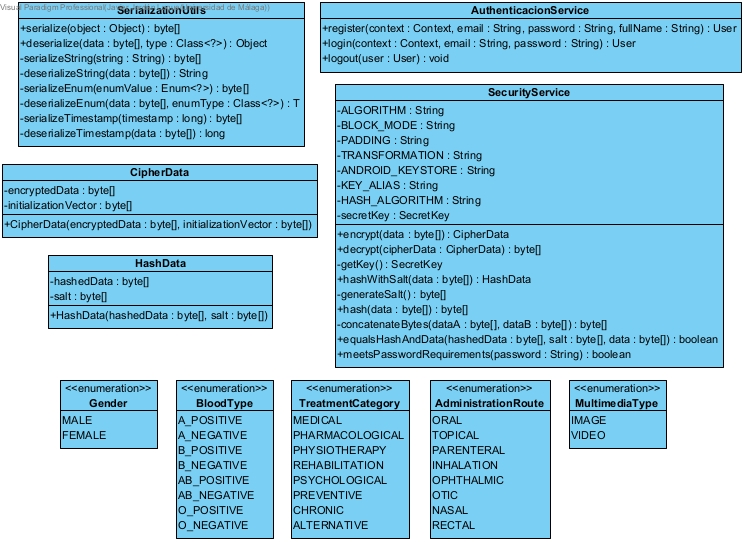 Visual Paradigm Professional(Ja Universidad de Málaga))
SerializationUtils
+serialize(object : Object) : byte[]
+deserialize(data : byte[], type : Class<?>) : Object
-serializeString(string : String) : byte[]
-deserializeString(data : byte[]) : String
-serializeEnum(enumValue : Enum<?>) : byte[]
-deserializeEnum(data : byte[], enumType : Class<?>) : T
-serializeTimestamp(timestamp : long) : byte[]
-deserializeTimestamp(data : byte[]) : long
AuthenticacionService
+register(context : Context, email : String, password : String, fullName : String) : User
+login(context : Context, email : String, password : String) : User
+logout(user : User) : void
SecurityService
-ALGORITHM : String
-BLOCK_MODE : String
-PADDING : String
-TRANSFORMATION : String
-ANDROID_KEYSTORE : String
-KEY_ALIAS : String
-HASH_ALGORITHM : String
-secretKey : SecretKey
+encrypt(data : byte[]) : CipherData
+decrypt(cipherData : CipherData) : byte[]
-getKey() : SecretKey
+hashWithSalt(data : byte[]) : HashData
-generateSalt() : byte[]
+hash(data : byte[]) : byte[]
-concatenateBytes(dataA : byte[], dataB : byte[]) : byte[]
+equalsHashAndData(hashedData : byte[], salt : byte[], data : byte[]) : boolean
+meetsPasswordRequirements(password : String) : boolean
CipherData
-encryptedData : byte[]
-initializationVector : byte[]
+CipherData(encryptedData : byte[], initializationVector : byte[])
HashData
-hashedData : byte[]
-salt : byte[]
+HashData(hashedData : byte[], salt : byte[])
<<enumeration>>
Gender
MALE
FEMALE
<<enumeration>>
BloodType
A_POSITIVE
A_NEGATIVE
B_POSITIVE
B_NEGATIVE
AB_POSITIVE
AB_NEGATIVE
O_POSITIVE
O_NEGATIVE
<<enumeration>>
TreatmentCategory
MEDICAL
PHARMACOLOGICAL
PHYSIOTHERAPY
REHABILITATION
PSYCHOLOGICAL
PREVENTIVE
CHRONIC
ALTERNATIVE
<<enumeration>>
AdministrationRoute
ORAL
TOPICAL
PARENTERAL
INHALATION
OPHTHALMIC
OTIC
NASAL
RECTAL
<<enumeration>>
MultimediaType
IMAGE
VIDEO